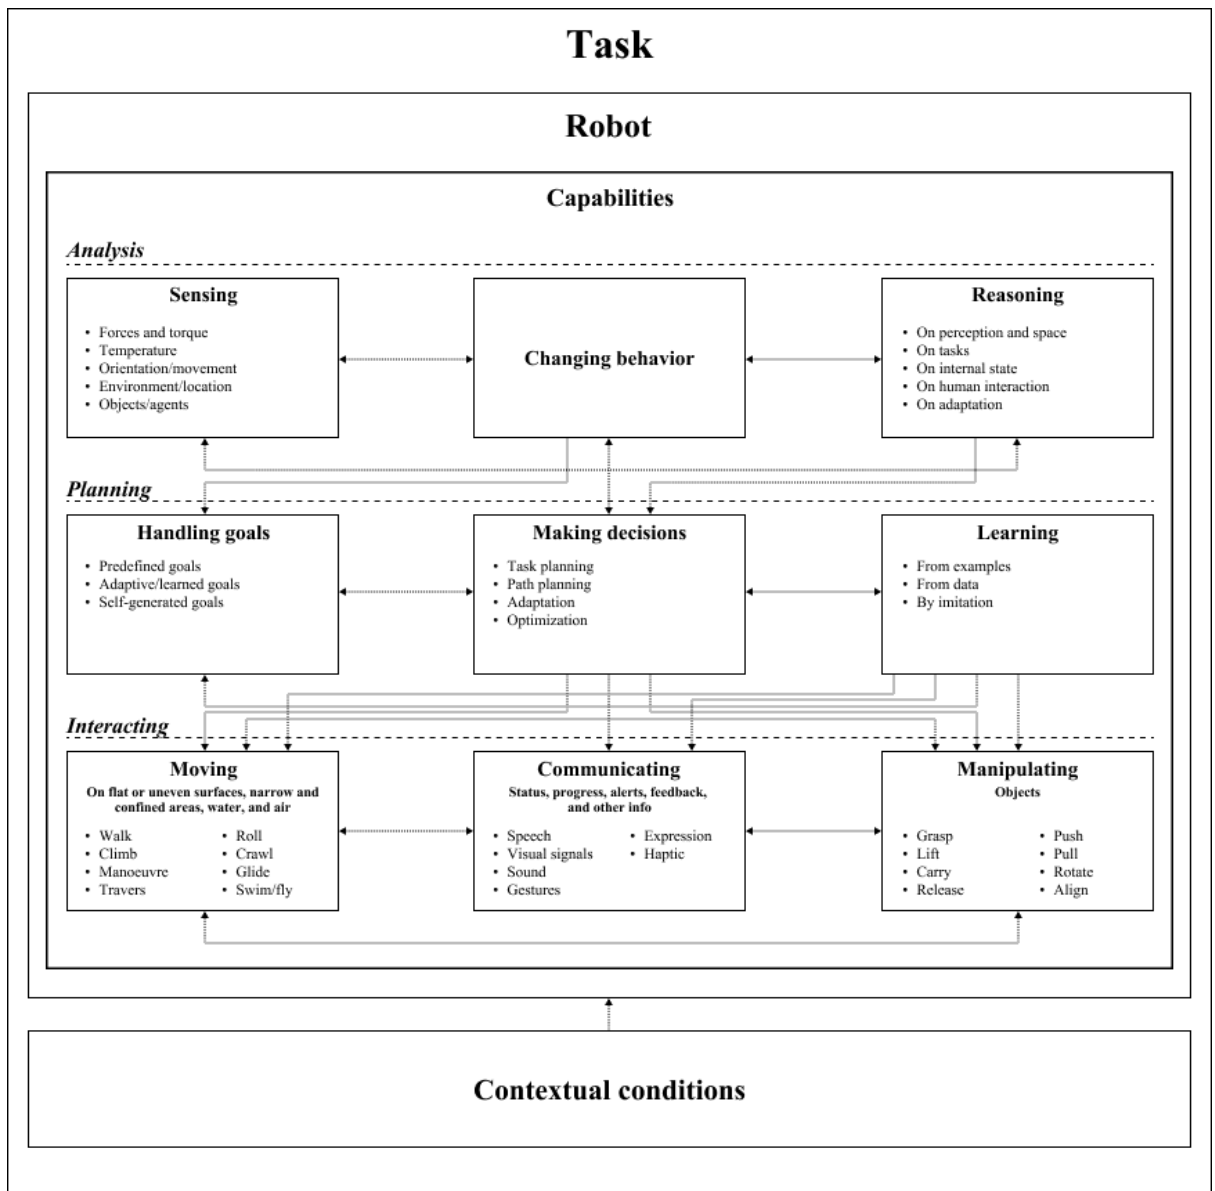 Task
Robot
Capabilities
Analysis
Sensing
• Forces and torque
• Temperature
• Orientation/movement
• Environment/location
• Objects/agents
Changing behavior
Reasoning
• On perception and space
• On tasks
• On internal state
• On human interaction
• On adaptation
Planning
Handling goals
• Predefined goals
• Adaptive/learned goals
• Self-generated goals
Making decisions
• Task planning
• Path planning
• Adaptation
• Optimization
Learning
• From examples
• From data
• By imitation
Interacting
Moving
On flat or uneven surfaces, narrow and
confined areas, water, and air
• Walk
• Climb
• Manoeuvre
• Travers
• Roll
• Crawl
• Glide
• Swim/fly
Communicating
Status, progress, alerts, feedback,
and other info
• Speech
• Visual signals
• Sound
• Gestures
• Expression
• Haptic
Manipulating
Objects
• Grasp
• Lift
• Carry
• Release
• Push
• Pull
• Rotate
• Align
Contextual conditions